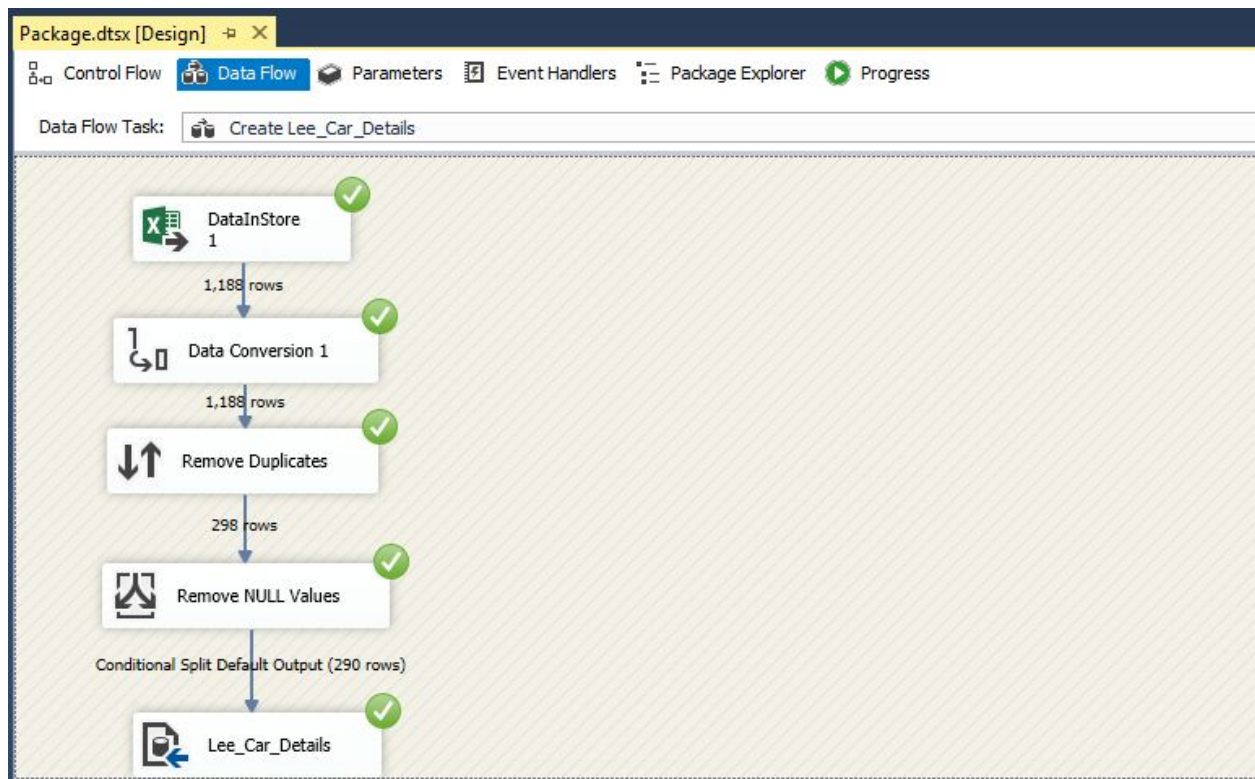 Package.dtsx [Design]
Control Flow Data Flow Parameters Event Handlers Package Explorer Progress
Data Flow Task: Create Lee_Car_Details
DataInStore
1
1,188 rows
Data Conversion 1
1,188 rows
Remove Duplicates
298 rows
Remove NULL Values
Conditional Split Default Output (290 rows)
Lee_Car_Details